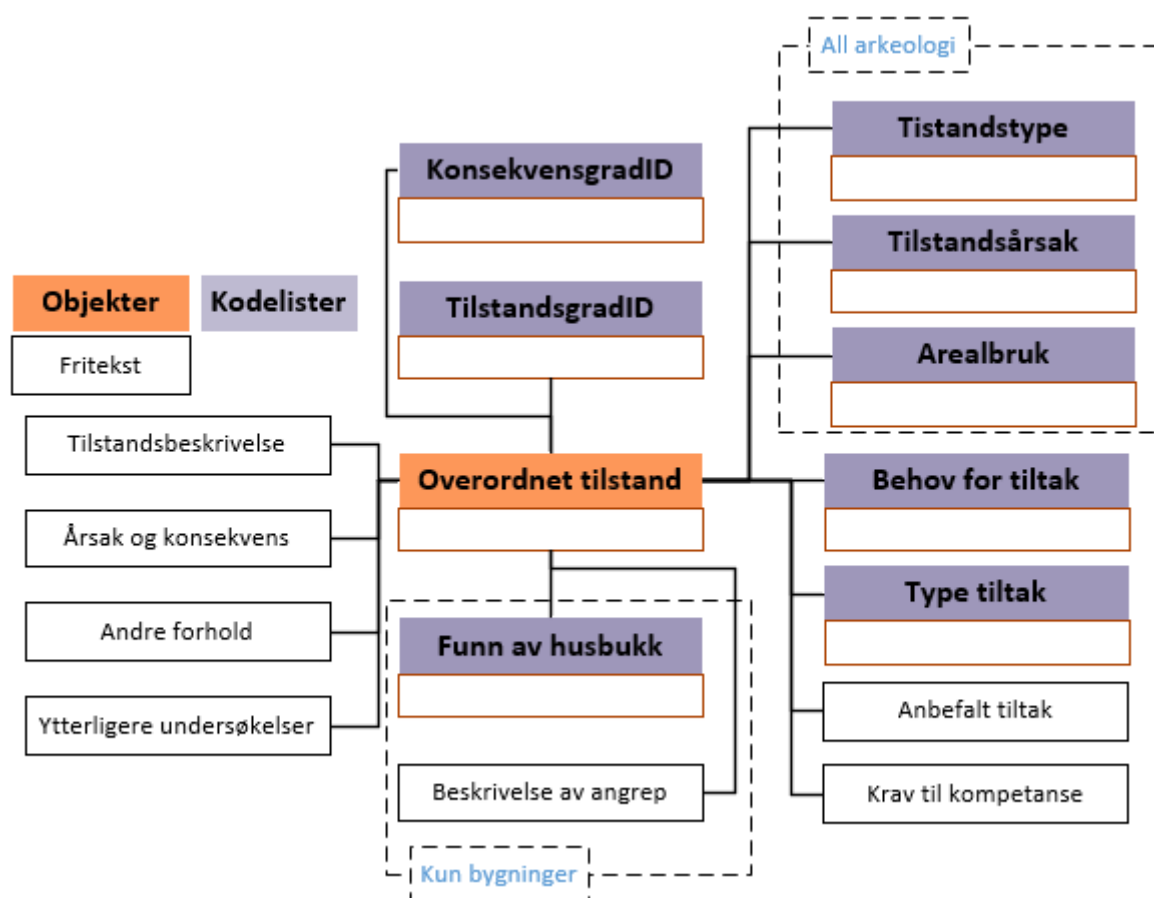 All arkeologi
Tistandstype
KonsekvensgradID
Tilstandsårsak
Objekter
Kodelister
TilstandsgradID
Fritekst
Arealbruk
Tilstandsbeskrivelse
Overordnet tilstand
Behov for tiltak
Årsak og konsekvens
Type tiltak
Andre forhold
Funn av husbukk
Anbefalt tiltak
Ytterligere undersøkelser
Beskrivelse av angrep
Krav til kompetanse
Kun bygninger